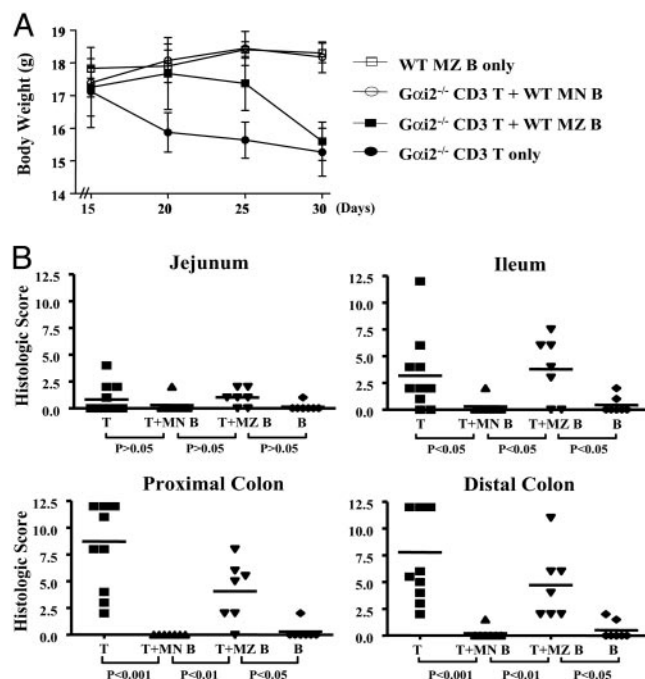 A
Body Weight (g)
19
18
17
16
15
14
15
20
25
30
(Days)
WT MZ B only
Gαi2-/- CD3 T + WT MN B
Gαi2-/- CD3 T + WT MZ B
Gαi2-/- CD3 T only
B
Jejunum
Histologic Score
12.5
10.0
7.5
5.0
2.5
0.0
T
T+MN B
T+MZ B
B
P>0.05
P>0.05
P>0.05
Ileum
12.5
10.0
7.5
5.0
2.5
0.0
T
T+MN B
T+MZ B
B
P<0.05
P<0.05
P<0.05
Proximal Colon
Histologic Score
12.5
10.0
7.5
5.0
2.5
0.0
T
T+MN B
T+MZ B
B
P<0.001
P<0.01
P<0.05
Distal Colon
12.5
10.0
7.5
5.0
2.5
0.0
T
T+MN B
T+MZ B
B
P<0.001
P<0.01
P<0.05